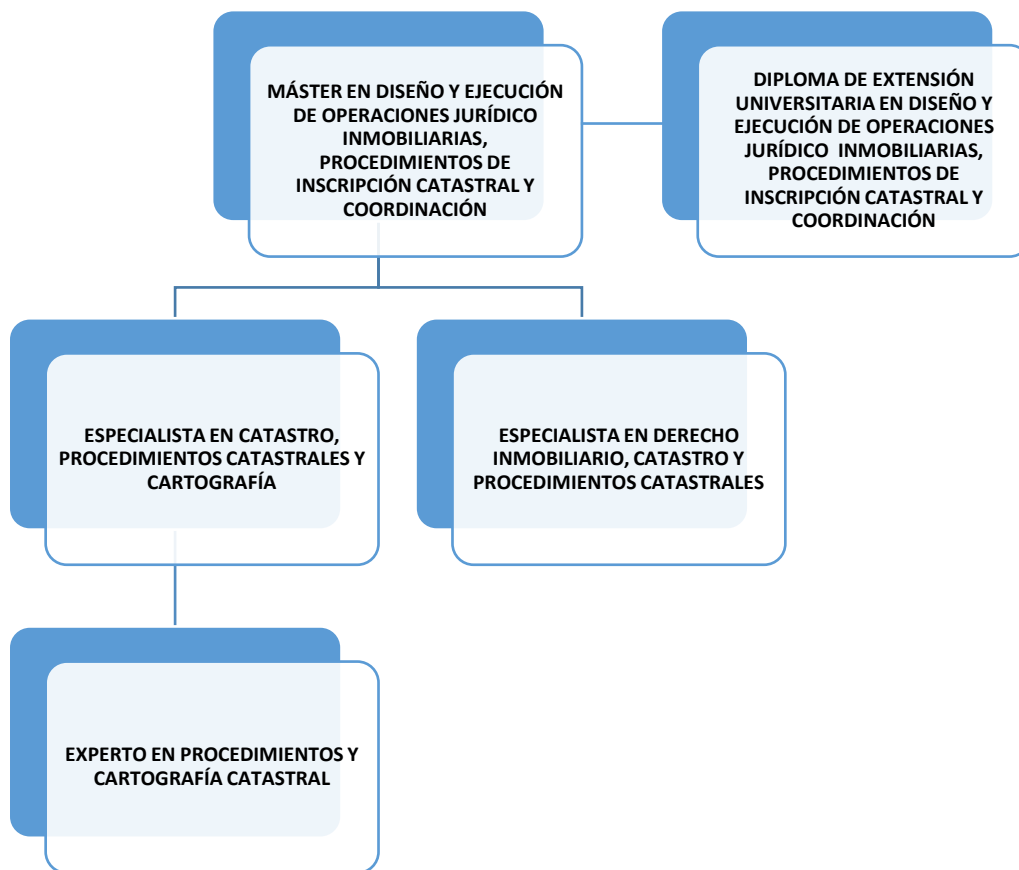 MÁSTER EN DISEÑO Y EJECUCIÓN
DE OPERACIONES JURÍDICO
INMOBILIARIAS,
PROCEDIMIENTOS DE
INSCRIPCIÓN CATASTRAL Y
COORDINACIÓN
DIPLOMA DE EXTENSIÓN
UNIVERSITARIA EN DISEÑO Y
EJECUCIÓN DE OPERACIONES
JURÍDICO INMOBILIARIAS,
PROCEDIMIENTOS DE
INSCRIPCIÓN CATASTRAL Y
COORDINACIÓN
ESPECIALISTA EN CATASTRO,
PROCEDIMIENTOS CATASTRALES Y
CARTOGRAFÍA
ESPECIALISTA EN DERECHO
INMOBILIARIO, CATASTRO Y
PROCEDIMIENTOS CATASTRALES
EXPERTO EN PROCEDIMIENTOS Y
CARTOGRAFÍA CATASTRAL